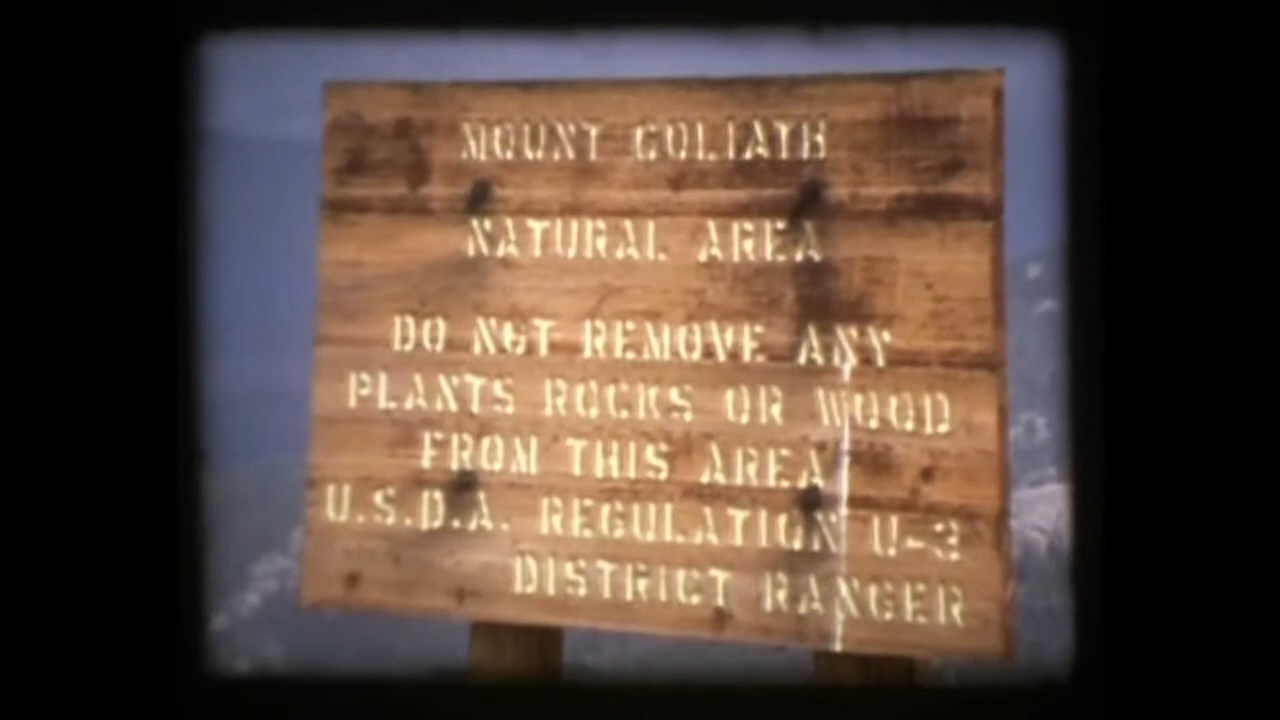 MOUNT GOLIATH
NATURAL AREA
DO NOT REMOVE ANY
PLANTS ROCKS OR WOOD
FROM THIS AREA
U.S.D.A. REGULATION U-3
DISTRICT RANGER